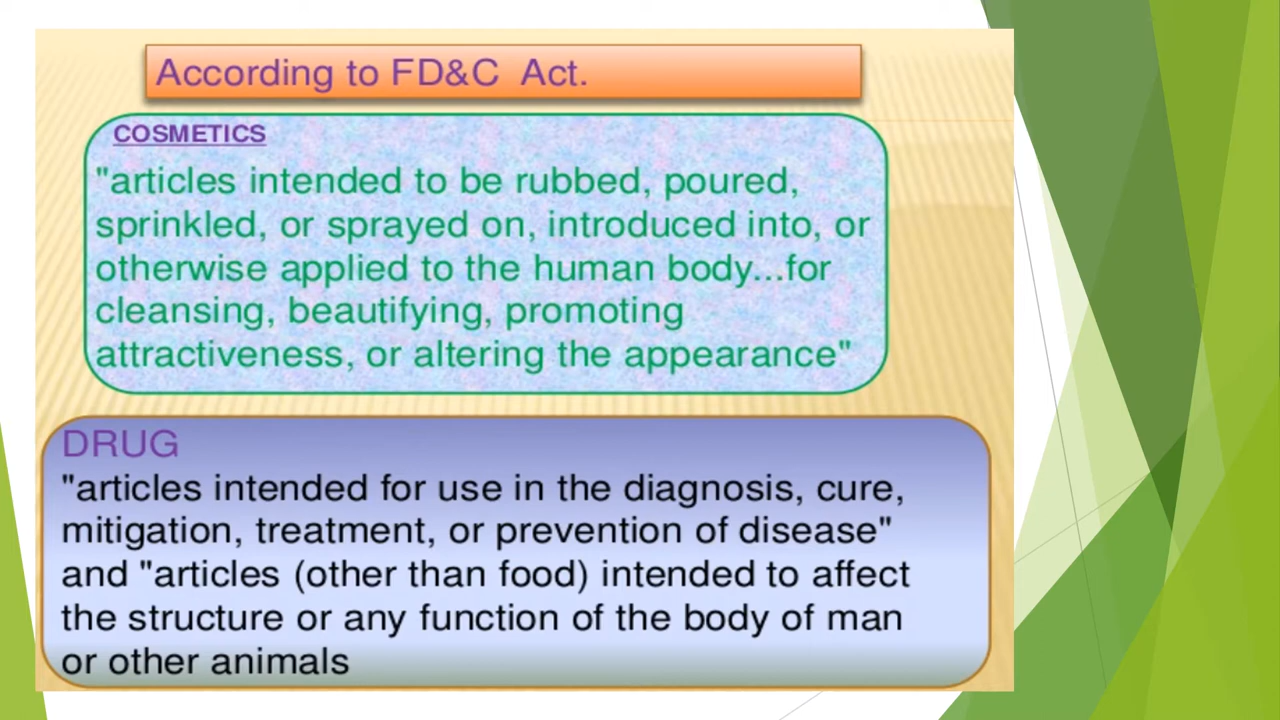 According to FD&C  Act.
COSMETICS
"articles intended to be rubbed, poured,
sprinkled, or sprayed on, introduced into, or
otherwise applied to the human body...for
cleansing, beautifying, promoting
attractiveness, or altering the appearance"
DRUG
"articles intended for use in the diagnosis, cure,
mitigation, treatment, or prevention of disease"
and "articles (other than food) intended to affect
the structure or any function of the body of man
or other animals